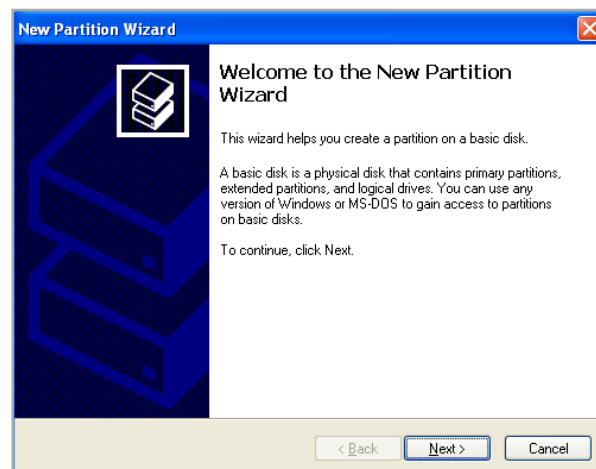 New Partition Wizard
Welcome to the New Partition
Wizard
This wizard helps you create a partition on a basic disk.
A basic disk is a physical disk that contains primary partitions,
extended partitions, and logical drives. You can use any
version of Windows or MS-DOS to gain access to partitions
on basic disks.
To continue, click Next.
< Back Next > Cancel